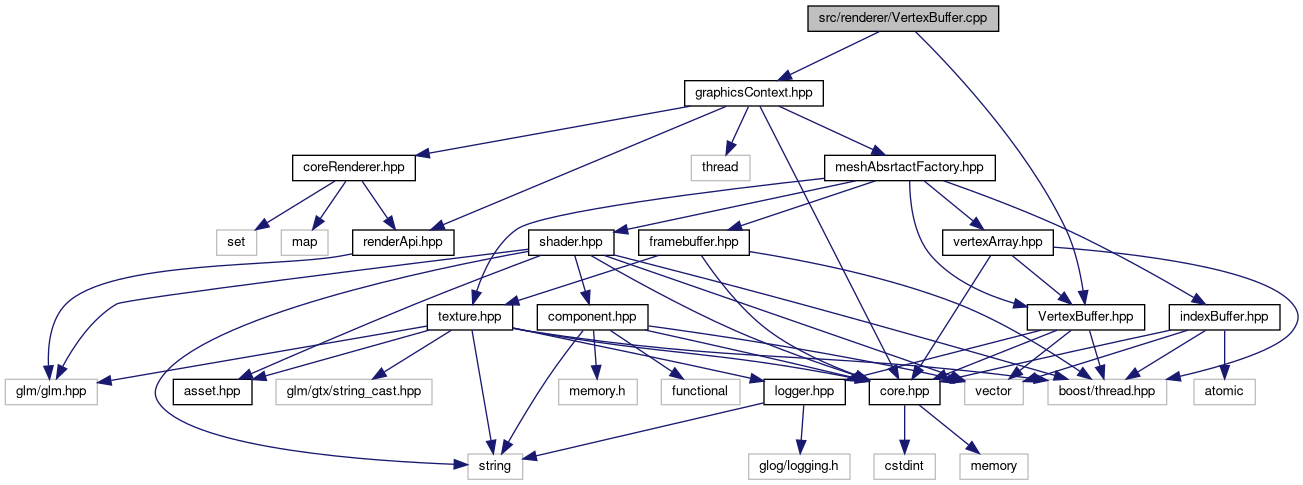 src/renderer/VertexBuffer.cpp
graphicsContext.hpp
coreRenderer.hpp
thread
meshAbsrtactFactory.hpp
set
map
renderApi.hpp
shader.hpp
framebuffer.hpp
vertexArray.hpp
texture.hpp
component.hpp
VertexBuffer.hpp
indexBuffer.hpp
glm/glm.hpp
asset.hpp
glm/gtx/string_cast.hpp
memory.h
functional
logger.hpp
core.hpp
vector
boost/thread.hpp
atomic
string
glog/logging.h
cstdint
memory